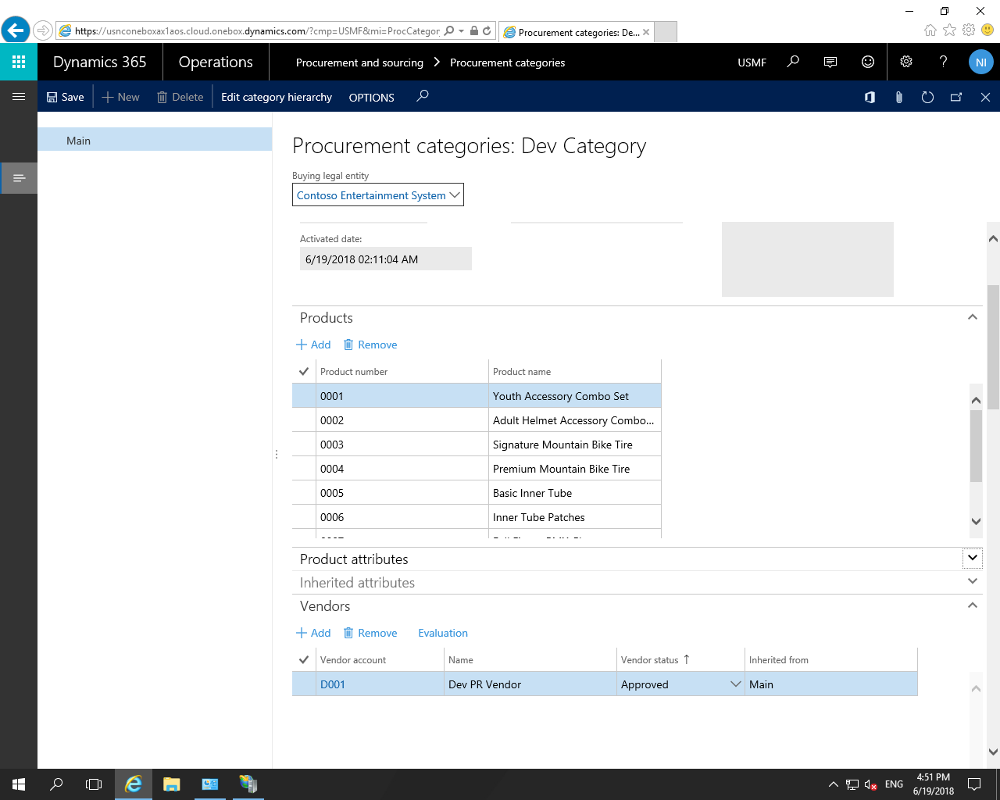 https://usnconeboxax1aos.cloud.onebox.dynamics.com/?cmp=USMF&mi=ProcCategor
Procurement categories: De...
Dynamics 365
Operations
Procurement and sourcing > Procurement categories
USMF
NI
Save
New
Delete
Edit category hierarchy
OPTIONS
Main
Procurement categories: Dev Category
Buying legal entity
Contoso Entertainment System
Activated date:
6/19/2018 02:11:04 AM
Products
Add
Remove
Product number Product name
0001 Youth Accessory Combo Set
0002 Adult Helmet Accessory Combo...
0003 Signature Mountain Bike Tire
0004 Premium Mountain Bike Tire
0005 Basic Inner Tube
0006 Inner Tube Patches
Product attributes
Inherited attributes
Vendors
Add
Remove
Evaluation
Vendor account Name Vendor status ↑ Inherited from
D001 Dev PR Vendor Approved Main
ENG
4:51 PM
6/19/2018